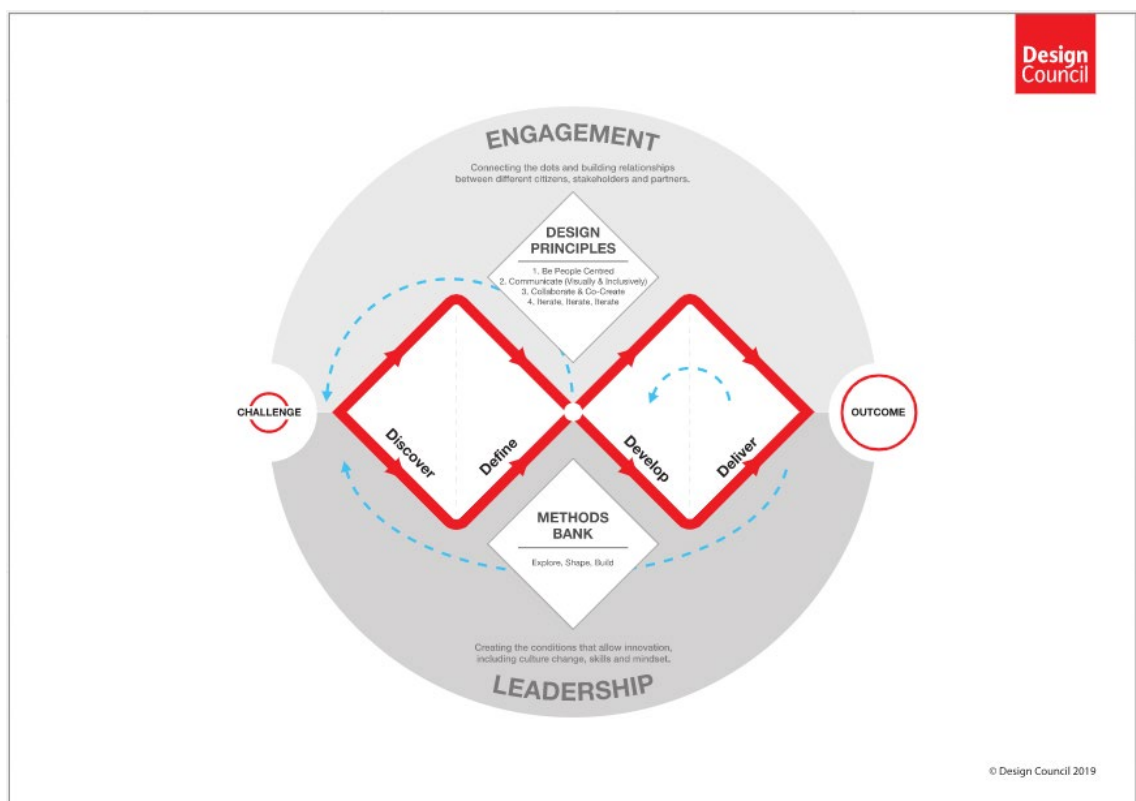 Design
Council
ENGAGEMENT
Connecting the dots and building relationships
between different citizens, stakeholders and partners.
DESIGN
PRINCIPLES
1. Be People Centred
2. Communicate (Visually & Inclusively)
3. Collaborate & Co-Create
4. Iterate, Iterate, Iterate
CHALLENGE
Discover
Define
Develop
Deliver
OUTCOME
METHODS
BANK
Explore, Shape, Build
Creating the conditions that allow innovation,
including culture change, skills and mindset.
LEADERSHIP
© Design Council 2019